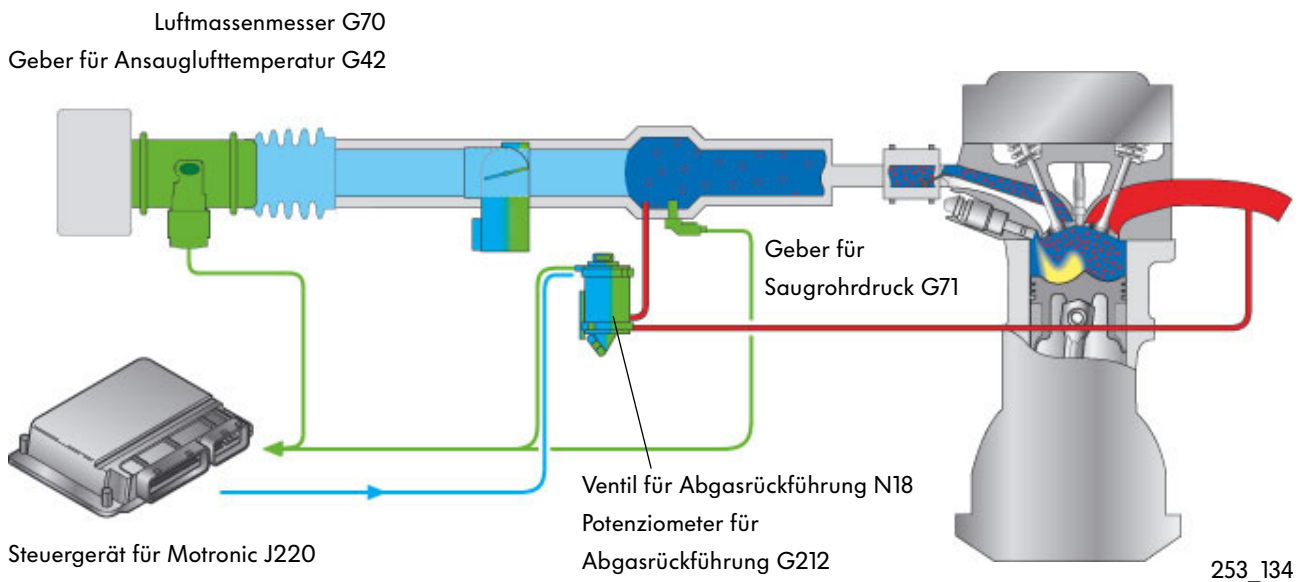 Luftmassenmesser G70
Geber für Ansauglufttemperatur G42
Geber für
Saugrohrdruck G71
Ventil für Abgasrückführung N18
Potenziometer für
Abgasrückführung G212
Steuergerät für Motronic J220
253_134